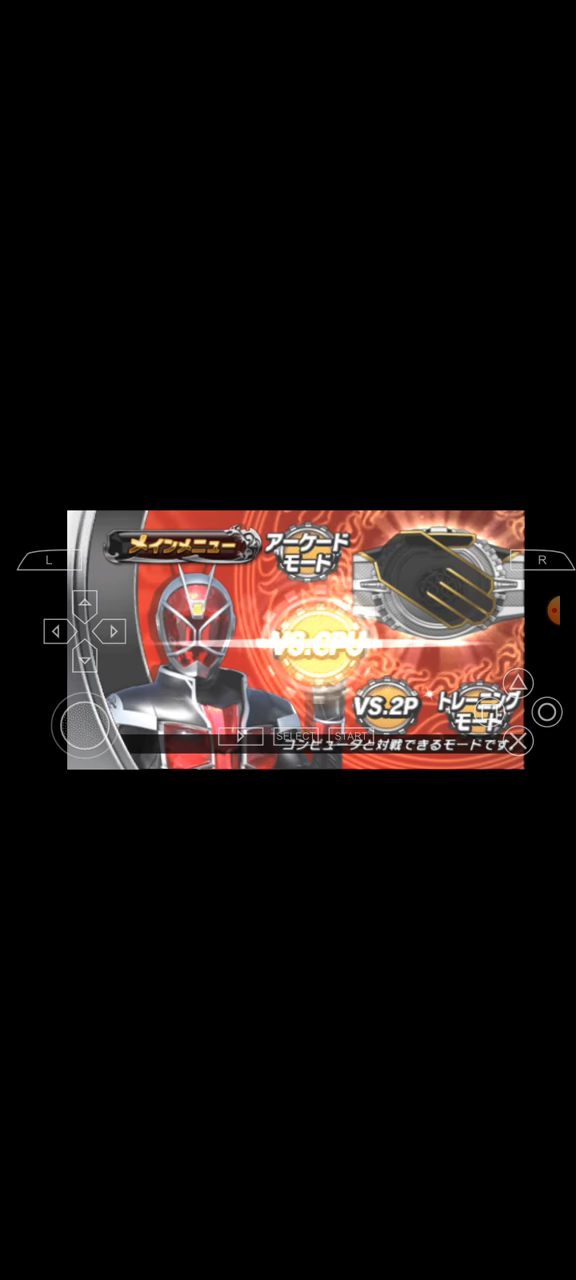 メインメニュー
アーケード
モード
VS.CPU
VS.2P
トレーニング
モード
コンピュータと対戦できるモードです
L
R
SELECT
START